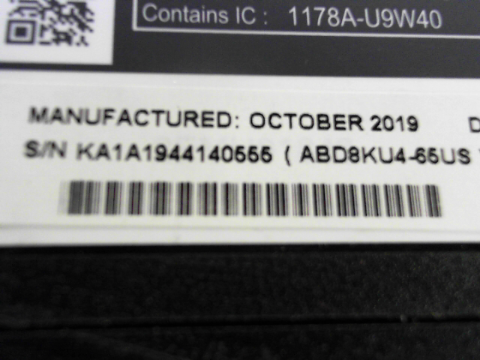 Contains IC : 1178A-U9W40
MANUFACTURED: OCTOBER 2019 D
S/N KA1A1944140555 ( ABD8KU4-65US